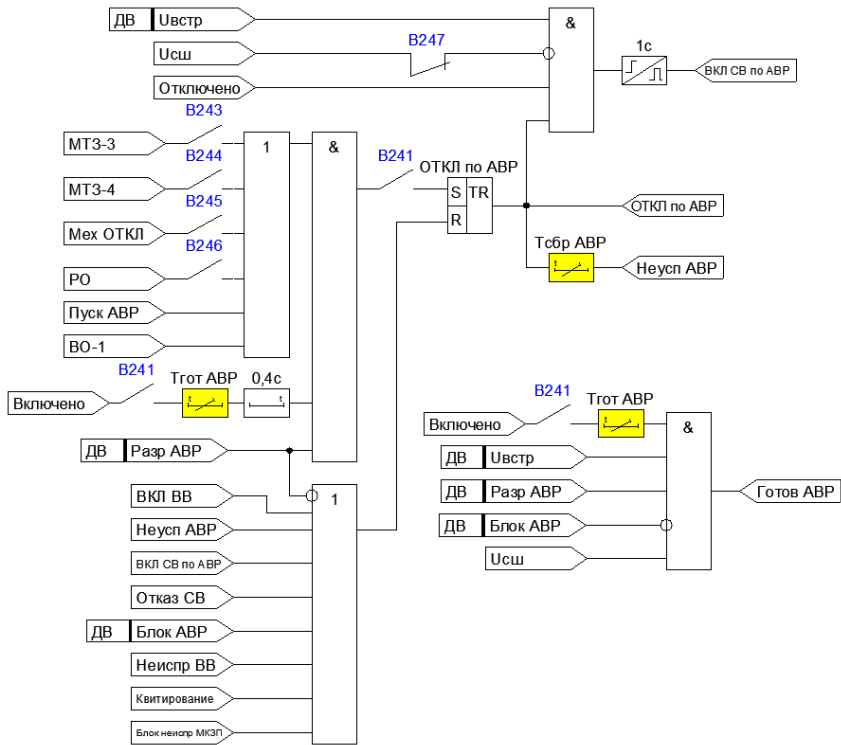 ДВ Uвстр
&
B247
1с
Uсш
ВКЛ СВ по АВР
Отключено
B243
МТЗ-3
1
&
B244
B241
ОТКЛ по АВР
МТЗ-4
S TR
B245
R
ОТКЛ по АВР
Мех ОТКЛ
B246
Тсбр АВР
РО
t
Неусп АВР
Пуск АВР
ВО-1
B241
Тгот АВР
0,4с
t
t
Включено
B241
Тгот АВР
t
Включено
&
ДВ Разр АВР
ДВ Uвстр
ВКЛ ВВ
1
ДВ Разр АВР
Готов АВР
Неусп АВР
ДВ Блок АВР
ВКЛ СВ по АВР
Uсш
Отказ СВ
ДВ Блок АВР
Неиспр ВВ
Квитирование
Блок неиспр МКЗП